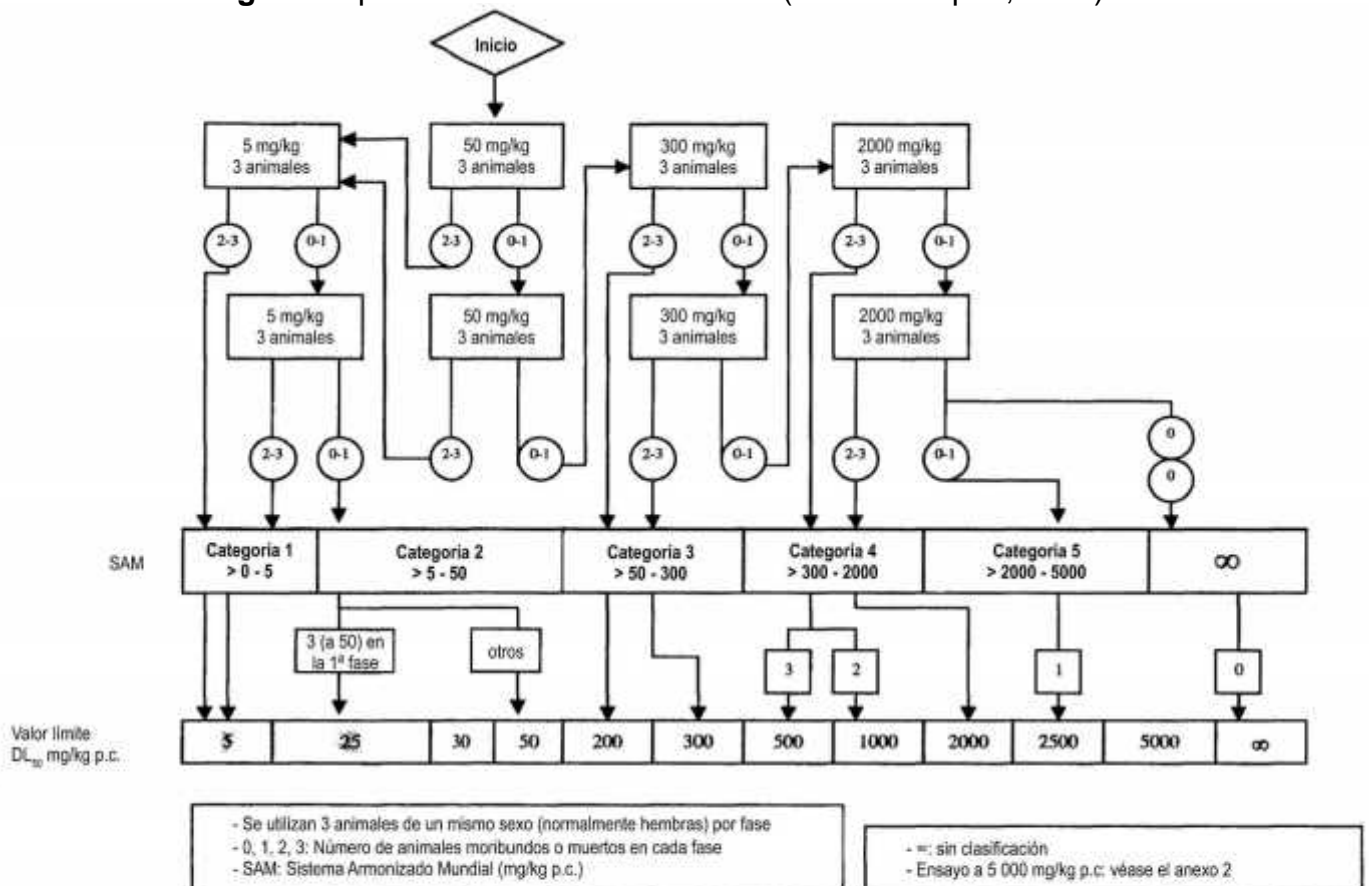 Inicio
5 mg/kg
3 animales
50 mg/kg
3 animales
300 mg/kg
3 animales
2000 mg/kg
3 animales
2-3
0-1
2-3
0-1
2-3
0-1
2-3
0-1
5 mg/kg
3 animales
50 mg/kg
3 animales
300 mg/kg
3 animales
2000 mg/kg
3 animales
2-3
0-1
2-3
0-1
2-3
0-1
2-3
0-1
0
0
SAM
Categoria 1
> 0 - 5
Categoria 2
> 5 - 50
Categoria 3
> 50 - 300
Categoria 4
> 300 - 2000
Categoria 5
> 2000 - 5000
∞
3 (a 50) en
la 1ª fase
otros
3
2
1
0
Valor límite
DL₅₀ mg/kg p.c.
5
25
30
50
200
300
500
1000
2000
2500
5000
∞
- Se utilizan 3 animales de un mismo sexo (normalmente hembras) por fase
- 0, 1, 2, 3: Número de animales moribundos o muertos en cada fase
- SAM: Sistema Armonizado Mundial (mg/kg p.c.)
- ∞: sin clasificación
- Ensayo a 5 000 mg/kg p.c: véase el anexo 2